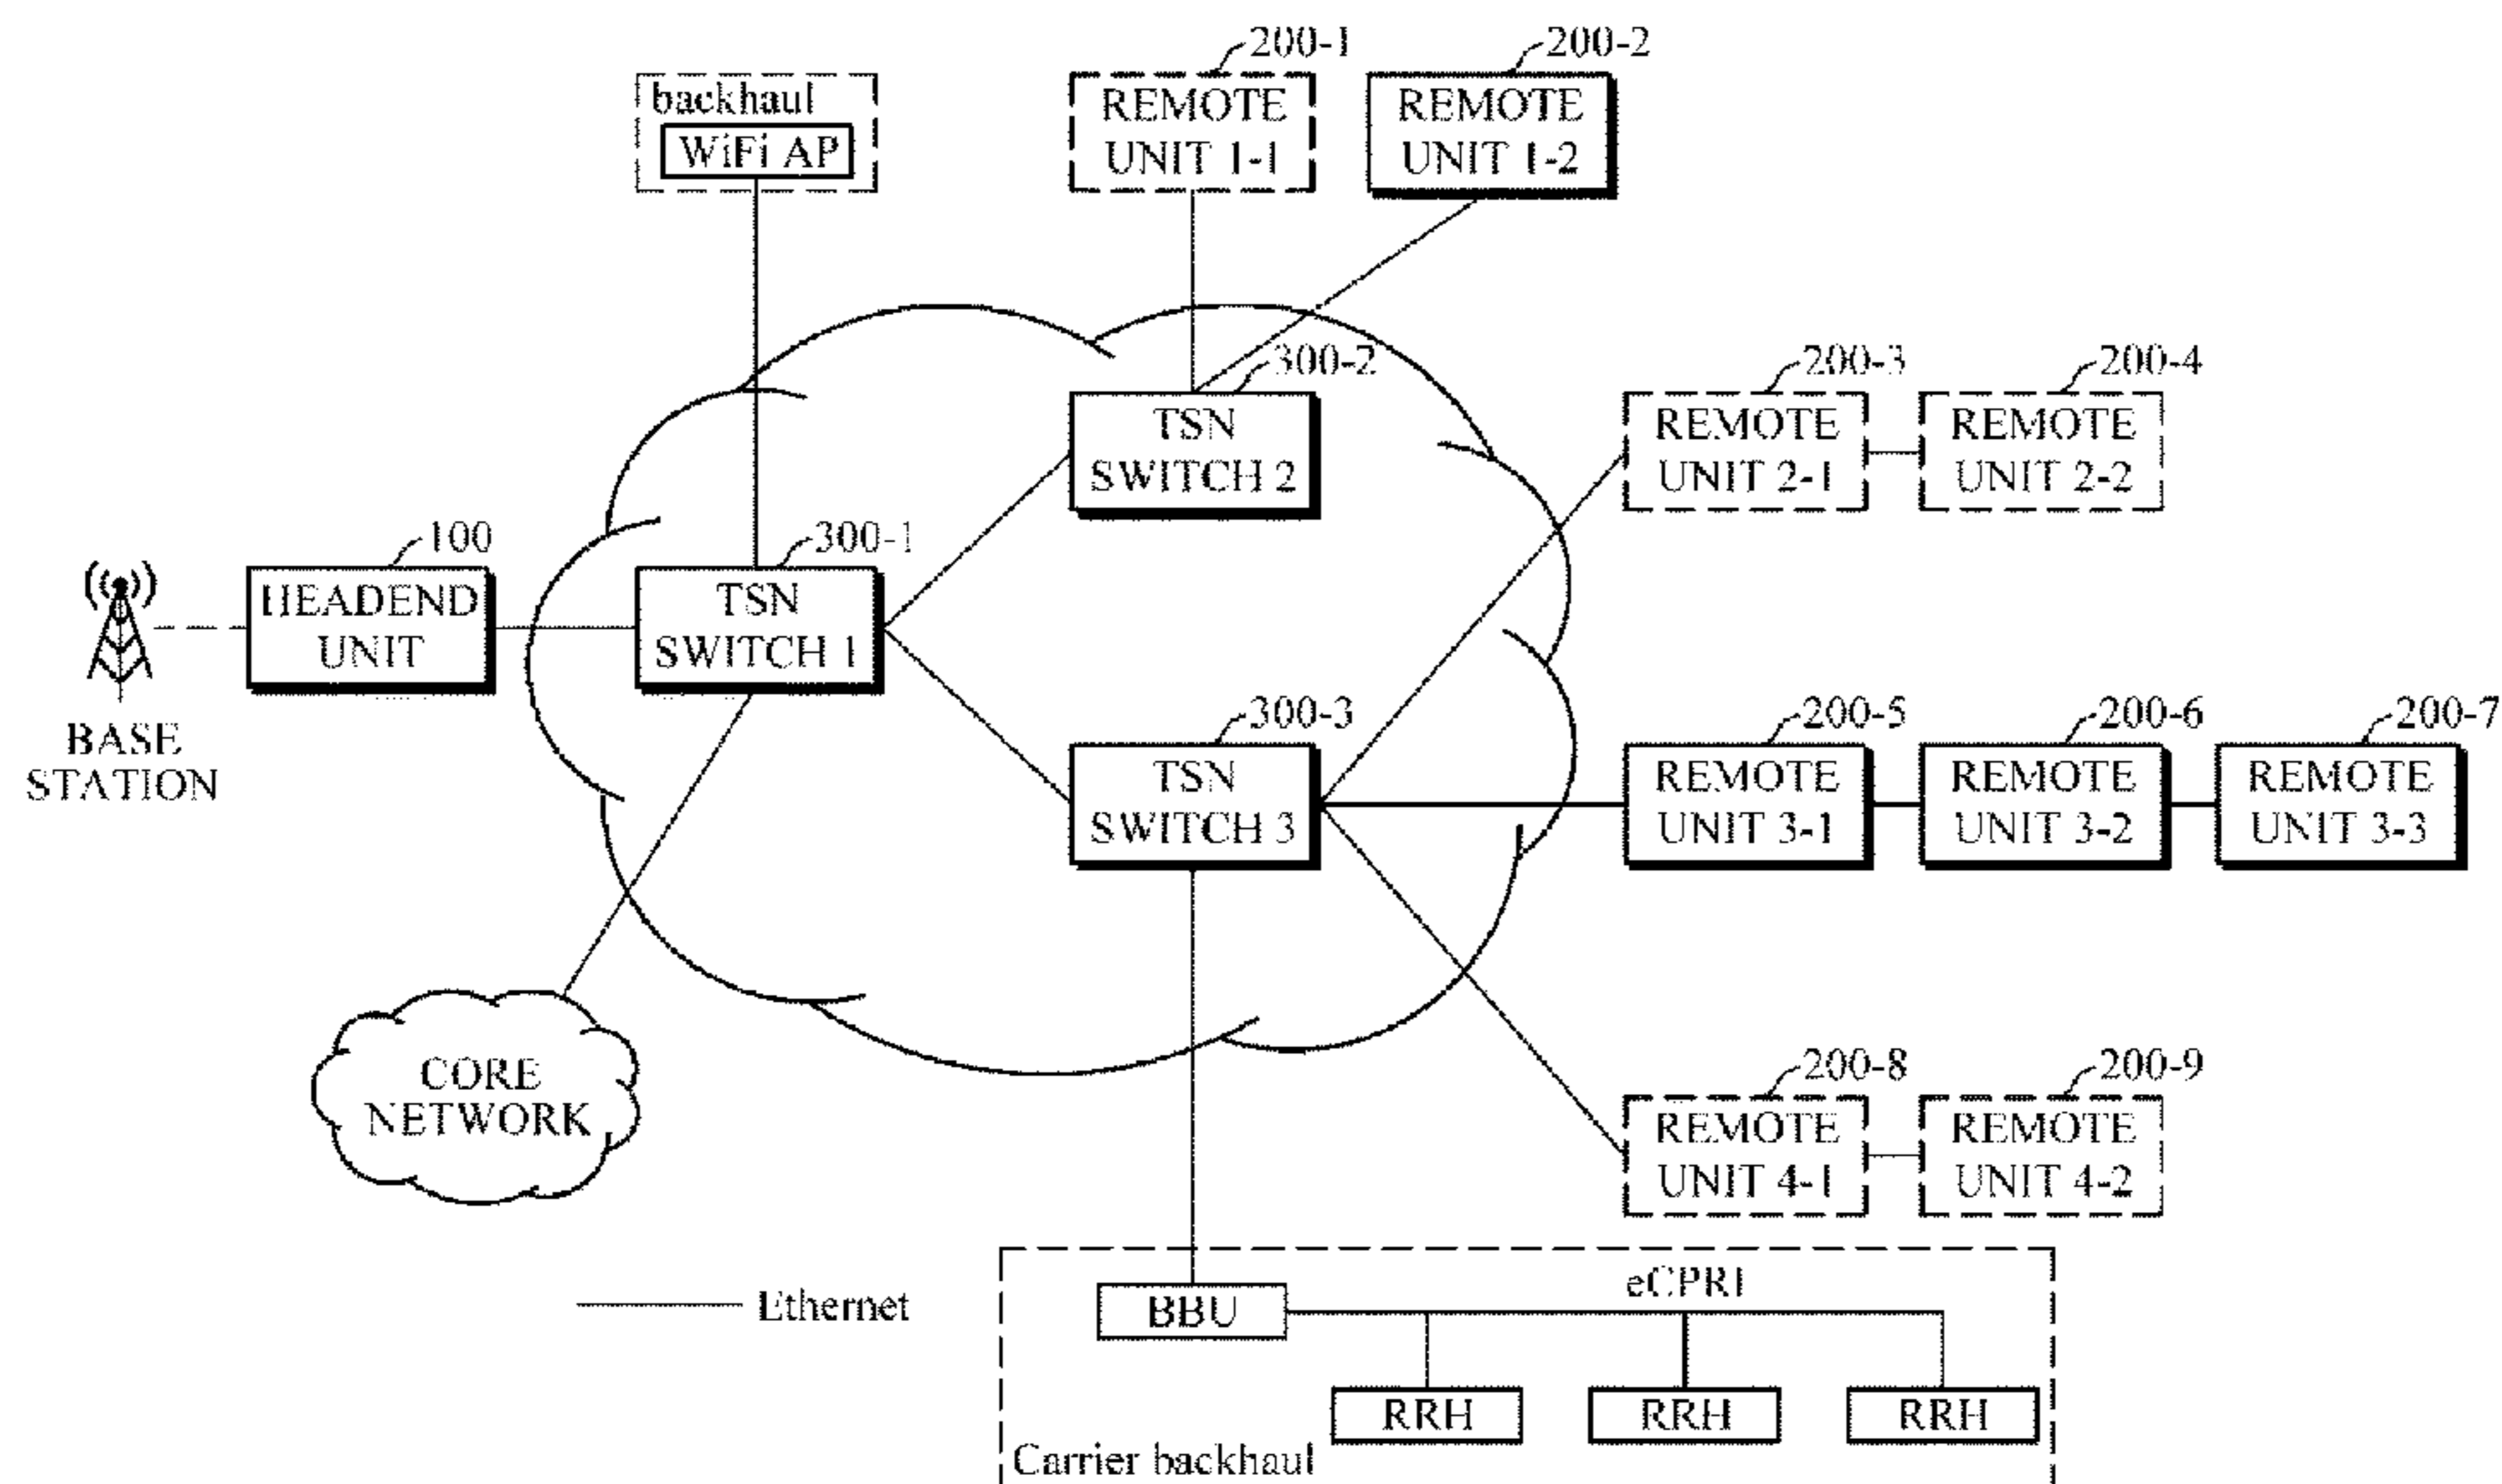 200-1
200-2
backhaul
WiFi AP
REMOTE
UNIT 1-1
REMOTE
UNIT 1-2
300-2
200-3
200-4
TSN
SWITCH 2
REMOTE
UNIT 2-1
REMOTE
UNIT 2-2
100
300-1
HEADEND
UNIT
TSN
SWITCH 1
BASE
STATION
300-3
200-5
200-6
200-7
TSN
SWITCH 3
REMOTE
UNIT 3-1
REMOTE
UNIT 3-2
REMOTE
UNIT 3-3
CORE
NETWORK
200-8
200-9
REMOTE
UNIT 4-1
REMOTE
UNIT 4-2
Ethernet
eCPRI
BBU
RRH
RRH
RRH
Carrier backhaul